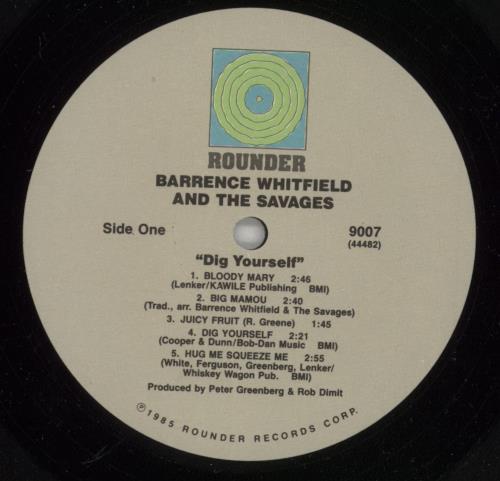 ROUNDER
BARRENCE WHITFIELD
AND THE SAVAGES
Side One
9007
(44482)
"Dig Yourself"
1. BLOODY MARY 2:46
(Lenker/KAWILE Publishing BMI)
2. BIG MAMOU 2:40
(Trad., arr. Barrence Whitfield & The Savages)
3. JUICY FRUIT (R. Greene) 1:45
4. DIG YOURSELF 2:21
(Cooper & Dunn/Bob-Dan Music BMI)
5. HUG ME SQUEEZE ME 2:55
(White, Ferguson, Greenberg, Lenker/
Whiskey Wagon Pub. BMI)
Produced by Peter Greenberg & Rob Dimit
℗1985 ROUNDER RECORDS CORP.